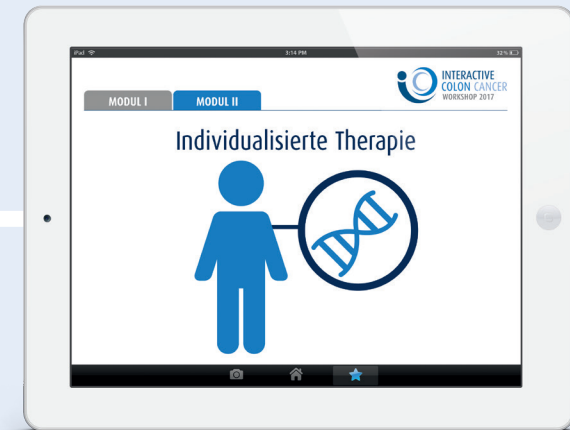 iPad 3:14 PM 32%
INTERACTIVE
COLON CANCER
WORKSHOP 2017
MODUL I MODUL II
Individualisierte Therapie